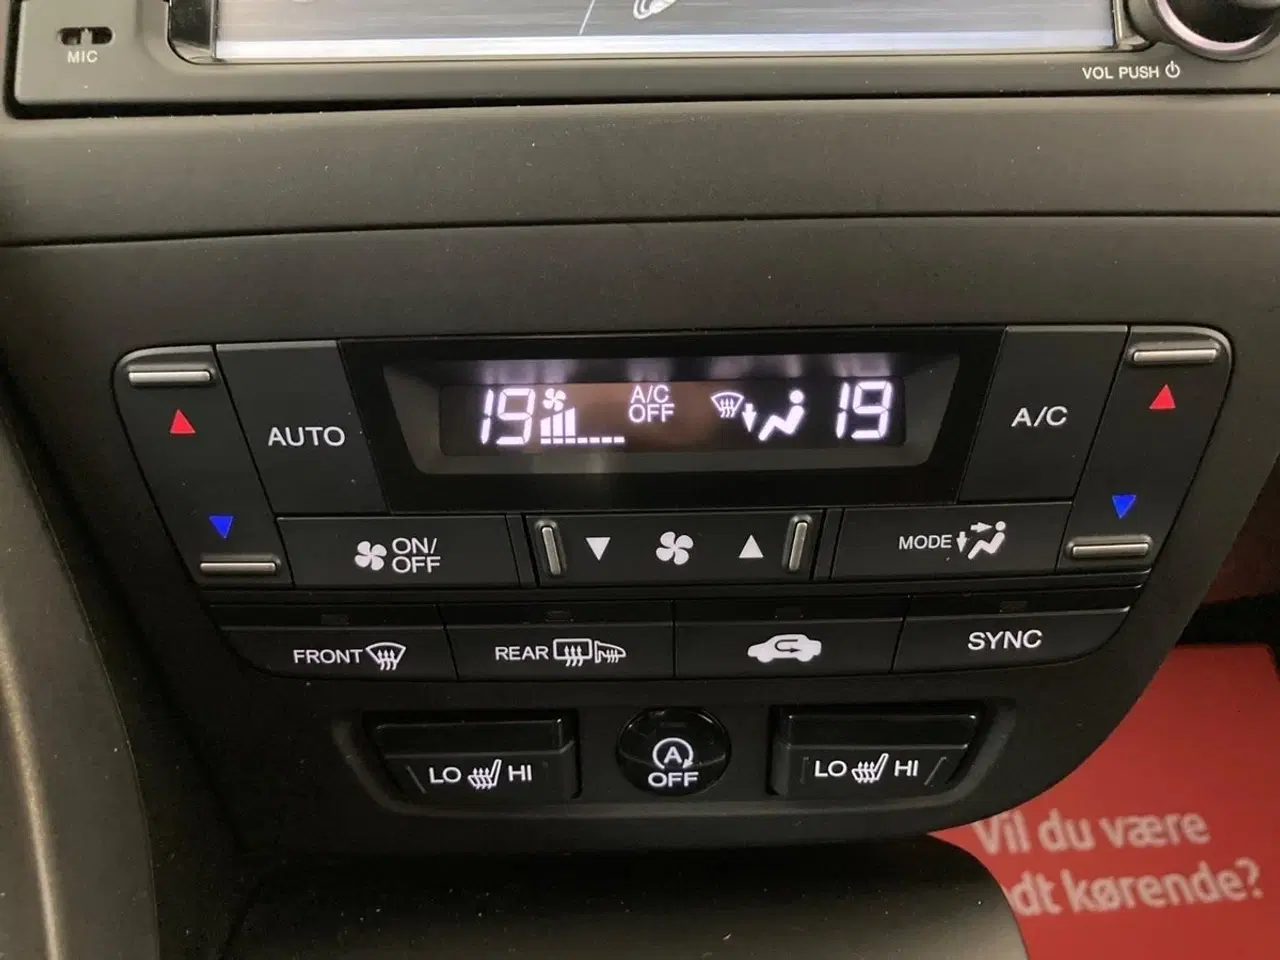 MIC
VOL PUSH
19
A/C
OFF
19
AUTO
A/C
ON/
OFF
MODE
FRONT
REAR
SYNC
LO HI
A
OFF
LO HI
Vil du være
dt kørende?